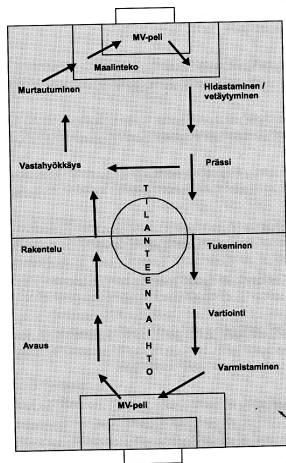 MV-peli
Maalinteko
Murtautuminen
Hidastaminen /
vetäytyminen
Vastahyökkäys
Prässi
TILANTEENVAIHTO
Rakentelu
Tukeminen
Vartiointi
Avaus
Varmistaminen
MV-peli